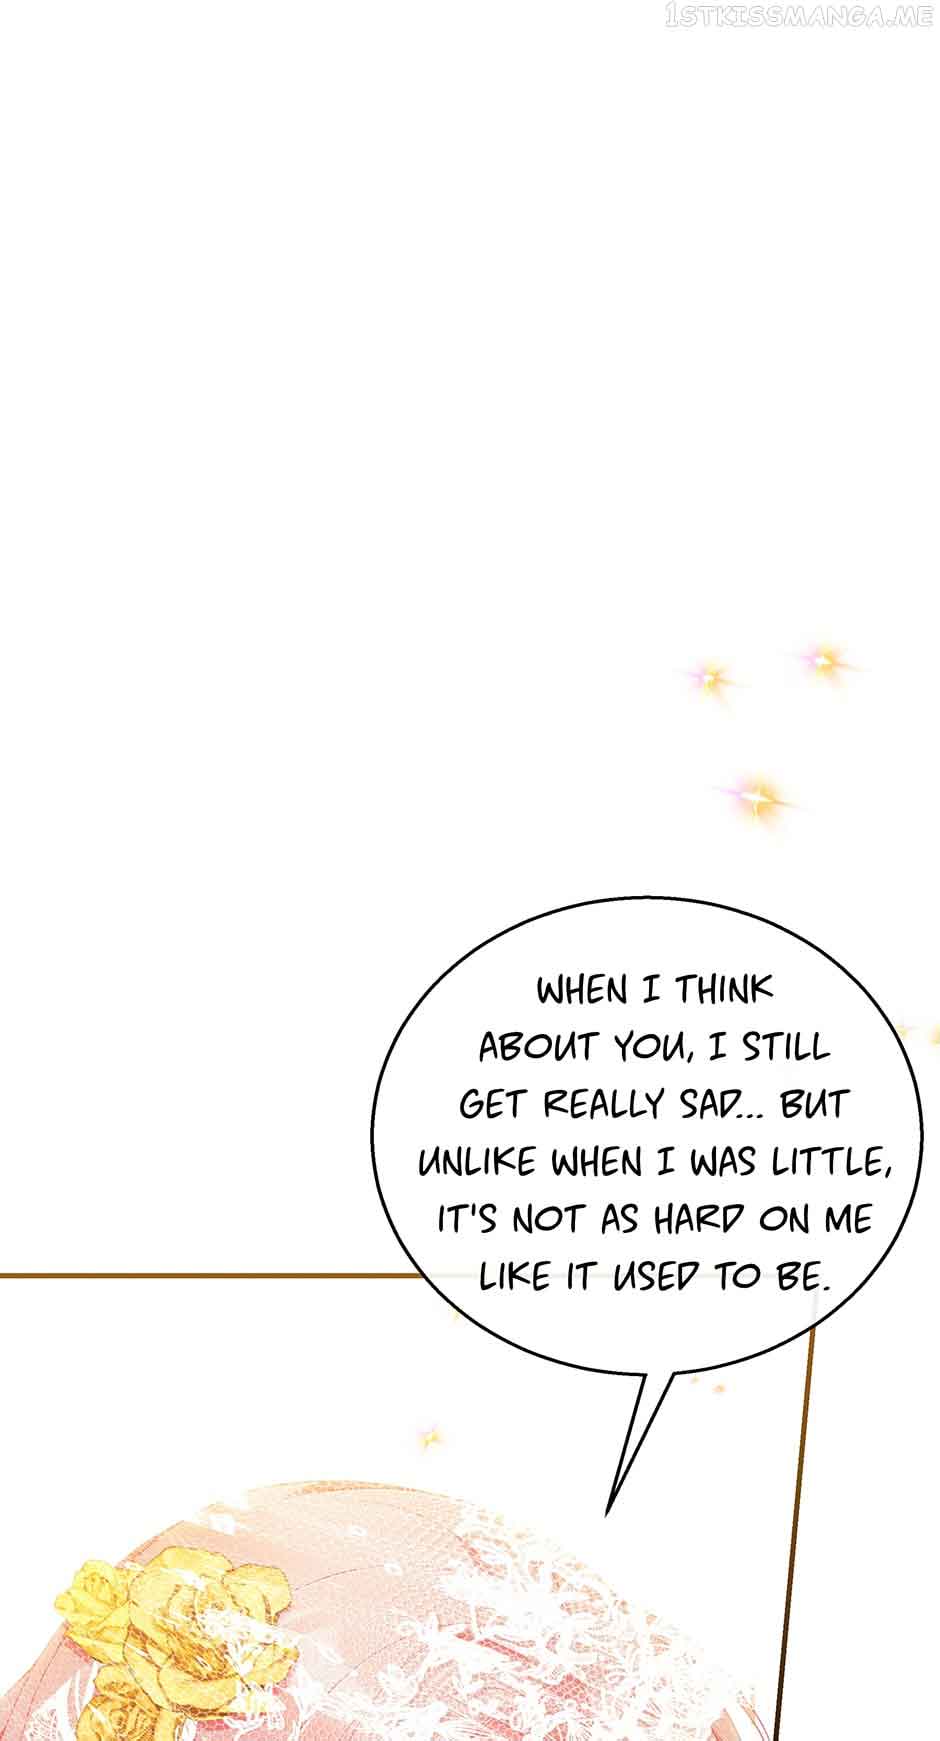 1STKISSMANGA.ME
WHEN I THINK
ABOUT YOU, I STILL
GET REALLY SAD... BUT
UNLIKE WHEN I WAS LITTLE,
IT'S NOT AS HARD ON ME
LIKE IT USED TO BE.